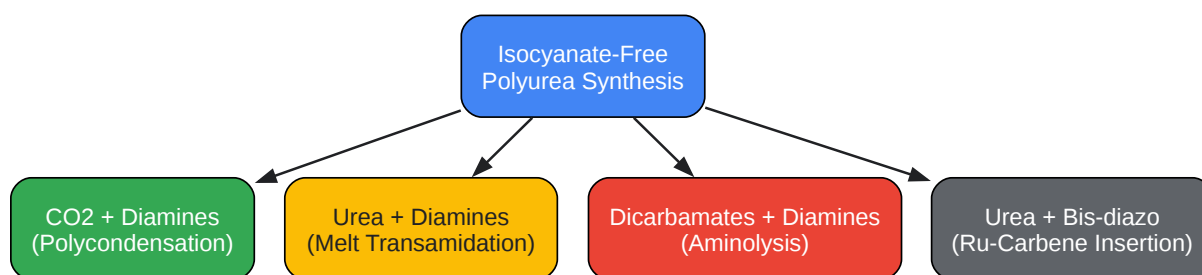 Isocyanate-Free
Polyurea Synthesis
CO2 + Diamines
(Polycondensation)
Urea + Diamines
(Melt Transamidation)
Dicarbamates + Diamines
(Aminolysis)
Urea + Bis-diazo
(Ru-Carbene Insertion)